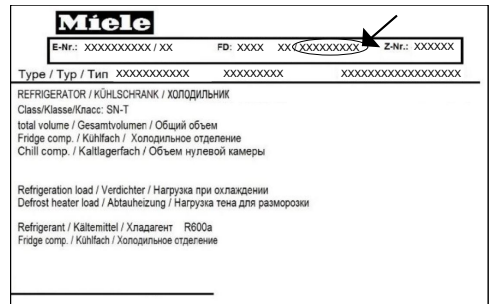 Miele
E-Nr.: XXXXXXXXXX / XX FD: XXXX XX / XXXXXXXXX Z-Nr.: XXXXXX
Type / Typ / Тип XXXXXXXXXXX XXXXXXXXX XXXXXXXXXXXXXXXXXX
REFRIGERATOR / KÜHLSCHRANK / ХОЛОДИЛЬНИК
Class/Klasse/Класс: SN-T
total volume / Gesamtvolumen / Общий объем
Fridge comp. / Kühlfach / Холодильное отделение
Chill comp. / Kaltlagerfach / Объем нулевой камеры
Refrigeration load / Verdichter / Нагрузка при охлаждении
Defrost heater load / Abtauheizung / Нагрузка тена для разморозки
Refrigerant / Kältemittel / Хладагент R600a
Fridge comp. / Kühlfach / Холодильное отделение